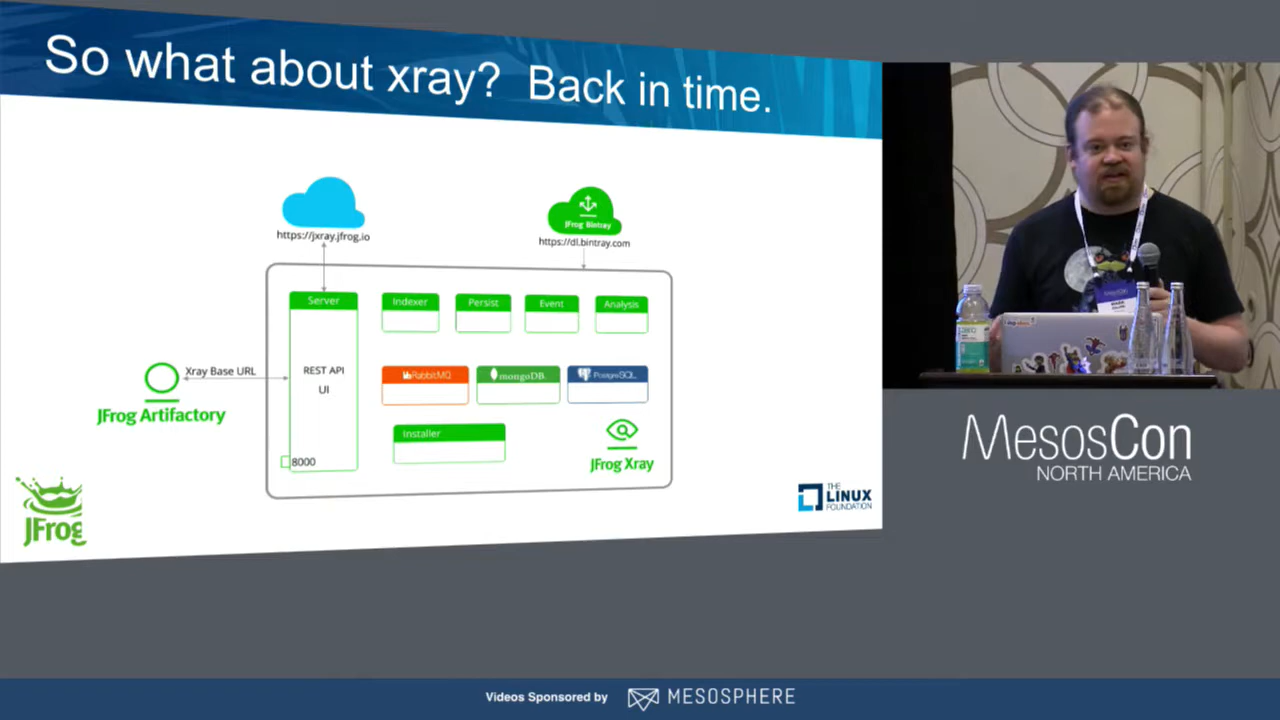 So what about xray? Back in time.
https://jxray.jfrog.io
JFrog Bintray
https://dl.bintray.com
Server
Indexer
Persist
Event
Analysis
REST API
UI
Xray Base URL
JFrog Artifactory
RabbitMQ
mongoDB.
PostgreSQL
Installer
8000
JFrog Xray
JFrog
THE
LINUX
FOUNDATION
MesosCon
NORTH AMERICA
Videos Sponsored by
MESOSPHERE